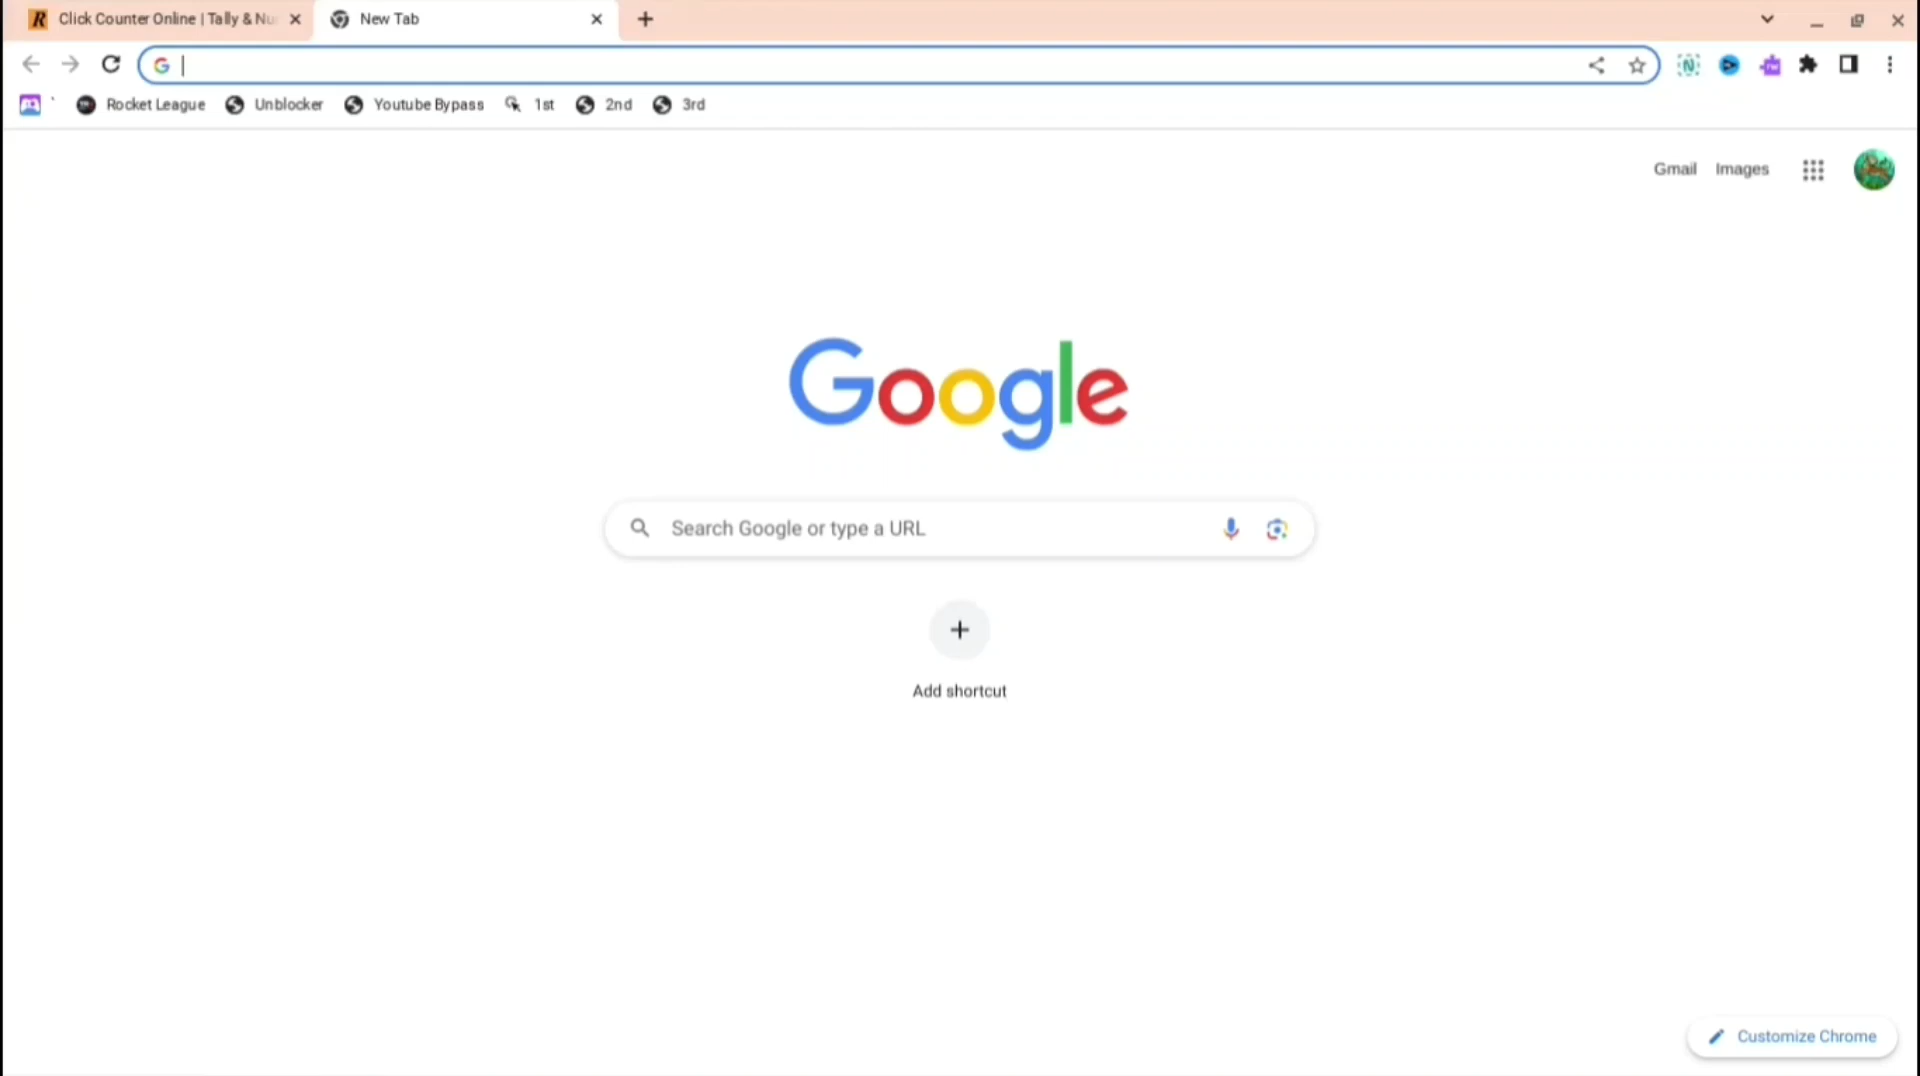 Click Counter Online | Tally & Nu
New Tab
Rocket League
Unblocker
Youtube Bypass
1st
2nd
3rd
Gmail
Images
Google
Search Google or type a URL
Add shortcut
Customize Chrome